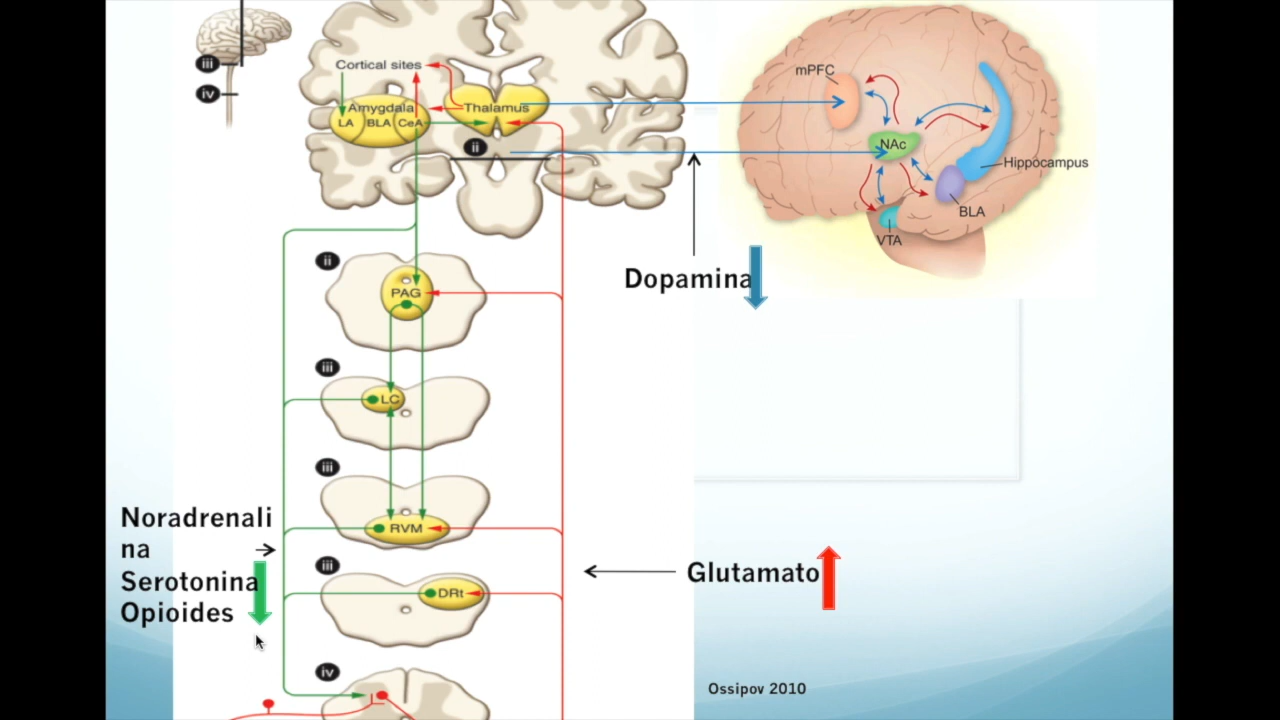 iii
iv
Cortical sites
Amygdala
LA
BLA
CeA
Thalamus
ii
mPFC
NAc
Hippocampus
BLA
VTA
ii
PAG
Dopamina
iii
LC
iii
RVM
Noradrenali
na
Serotonina
Opioides
iii
DRt
Glutamato
iv
Ossipov 2010